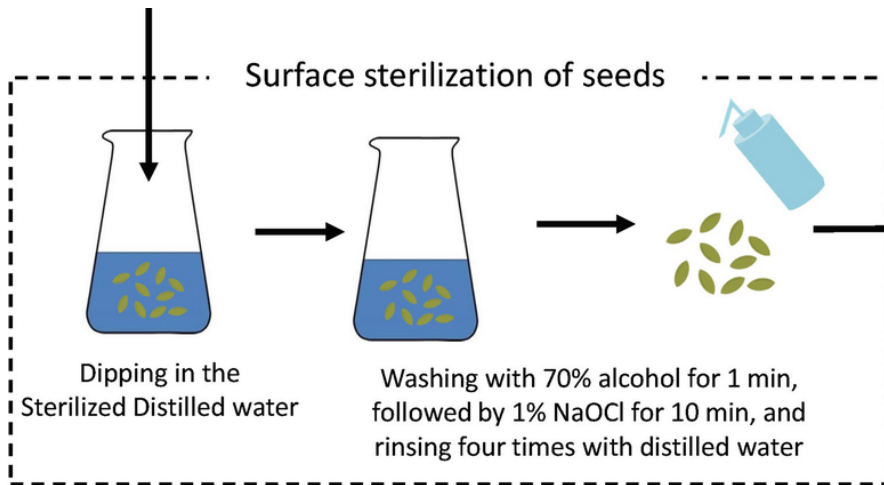 Surface sterilization of seeds
Dipping in the
Sterilized Distilled water
Washing with 70% alcohol for 1 min,
followed by 1% NaOCl for 10 min, and
rinsing four times with distilled water